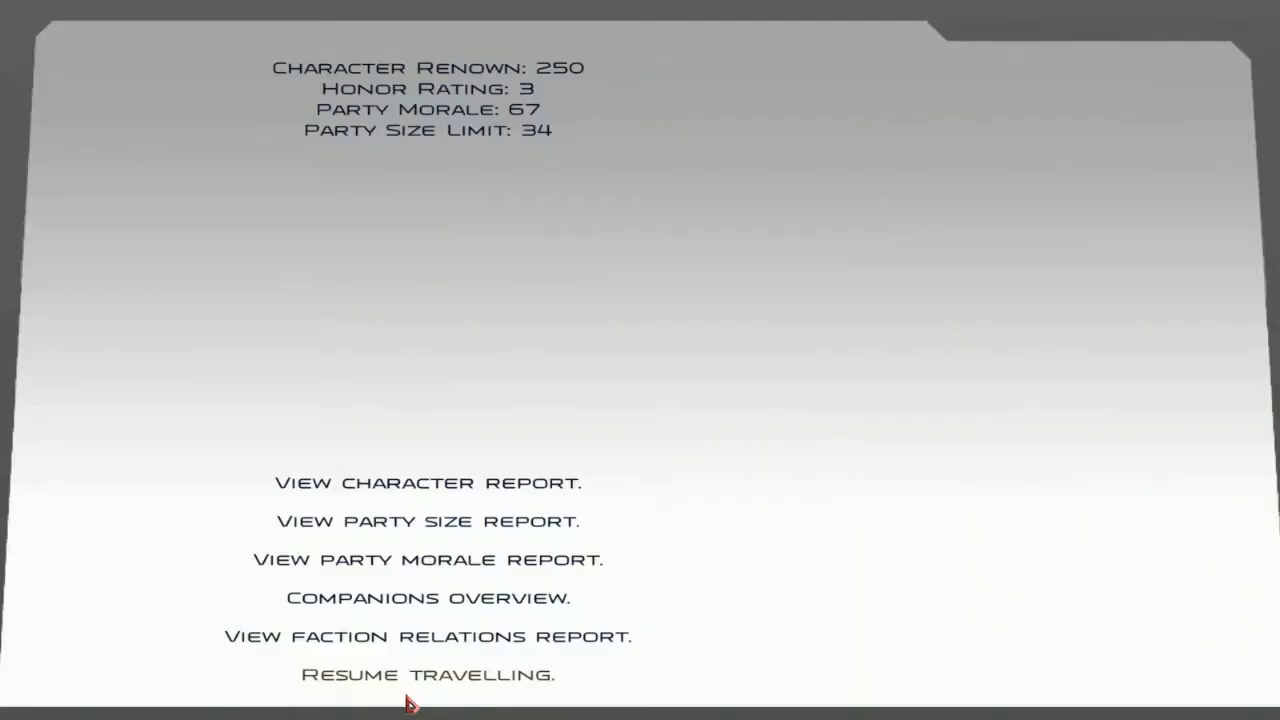 Character Renown: 250
Honor Rating: 3
Party Morale: 67
Party Size Limit: 34
View character report.
View party size report.
View party morale report.
Companions overview.
View faction relations report.
Resume travelling.